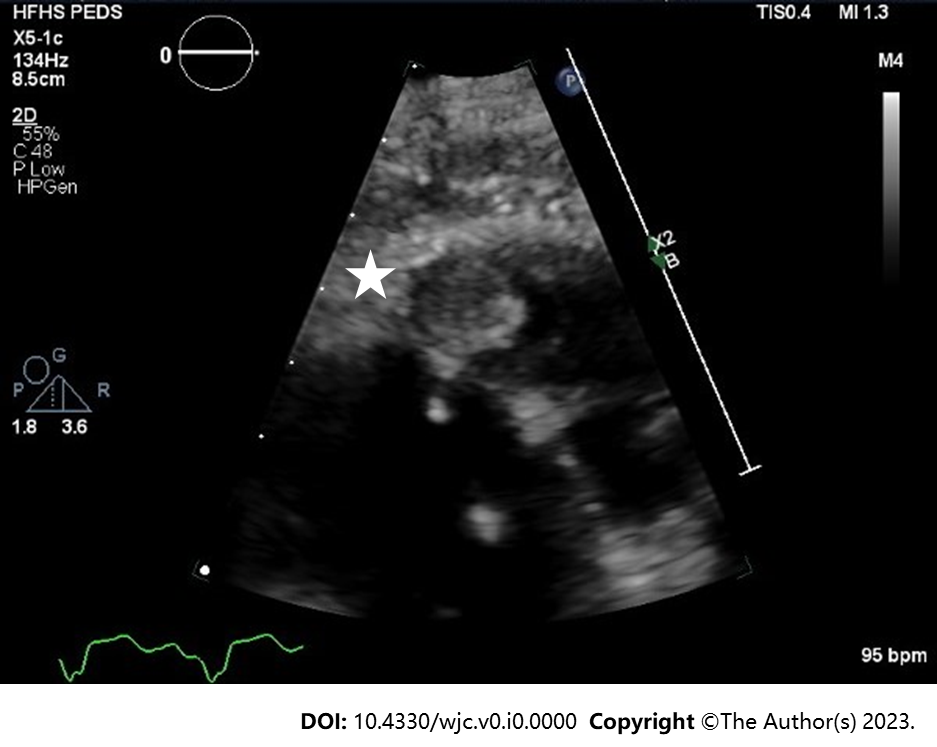 HFHS PEDS
X5-1c
134Hz
8.5cm
0
TIS0.4 MI 1.3
M4
2D
55%
C 48
P Low
HPGen
P
X2
B
G
P R
1.8 3.6
95 bpm
DOI: 10.4330/wjc.v0.i0.0000 Copyright ©The Author(s) 2023.